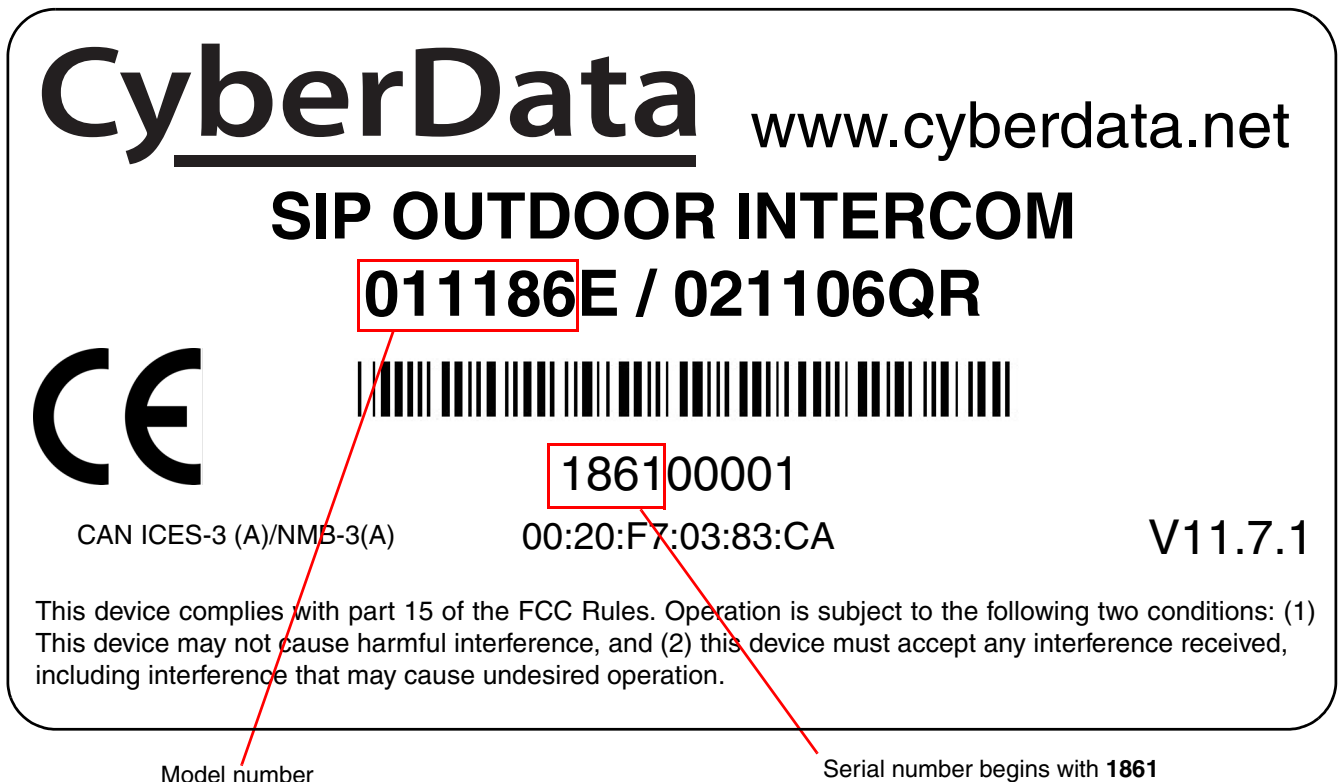 CyberData www.cyberdata.net
SIP OUTDOOR INTERCOM
011186E / 021106QR
186100001
CAN ICES-3 (A)/NMB-3(A) 00:20:F7:03:83:CA V11.7.1
This device complies with part 15 of the FCC Rules. Operation is subject to the following two conditions: (1)
This device may not cause harmful interference, and (2) this device must accept any interference received,
including interference that may cause undesired operation.
Model number Serial number begins with 1861